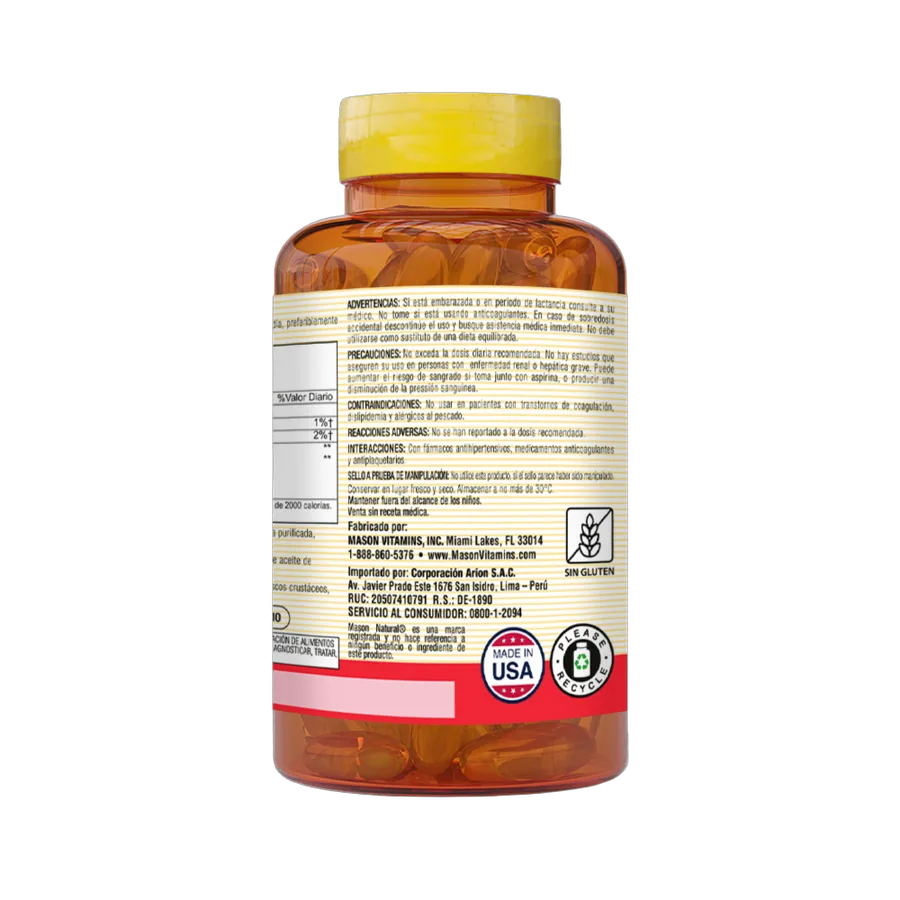 día, preferiblemente
%Valor Diario
1%†
2%†
**
**
de 2000 calorías.
purificada,
e aceite de
scos crustáceos,
ACIÓN DE ALIMENTOS
AGNOSTICAR, TRATAR,
ADVERTENCIAS: Si está embarazada o en período de lactancia consulte a su
médico. No tome si está usando anticoagulantes. En caso de sobredosis
accidental descontinue el uso y busque asistencia médica inmediata. No debe
utilizarse como sustituto de una dieta equilibrada.
PRECAUCIONES: No exceda la dosis diaria recomendada. No hay estudios que
aseguren su uso en personas con enfermedad renal o hepática grave. Puede
aumentar el riesgo de sangrado si toma junto con aspirina, o producir una
disminución de la presión sanguínea.
CONTRAINDICACIONES: No usar en pacientes con transtornos de coagulación,
dislipidemia y alérgicos al pescado.
REACCIONES ADVERSAS: No se han reportado a la dosis recomendada.
INTERACCIONES: Con fármacos antihipertensivos, medicamentos anticoagulantes
y antiplaquetarios
SELLO A PRUEBA DE MANIPULACIÓN: No utilice este producto, si el sello parece haber sido manipulado.
Conservar en lugar fresco y seco. Almacenar a no más de 30°C.
Mantener fuera del alcance de los niños.
Venta sin receta médica.
Fabricado por:
MASON VITAMINS, INC. Miami Lakes, FL 33014
1-888-860-5376 • www.MasonVitamins.com
Importado por: Corporación Arion S.A.C.
Av. Javier Prado Este 1676 San Isidro, Lima – Perú
RUC: 20507410791 R.S.: DE-1890
SERVICIO AL CONSUMIDOR: 0800-1-2094
Mason Natural® es una marca
registrada y no hace referencia a
ningún beneficio o ingrediente de
este producto.
SIN GLUTEN
MADE IN
USA
PLEASE
RECYCLE